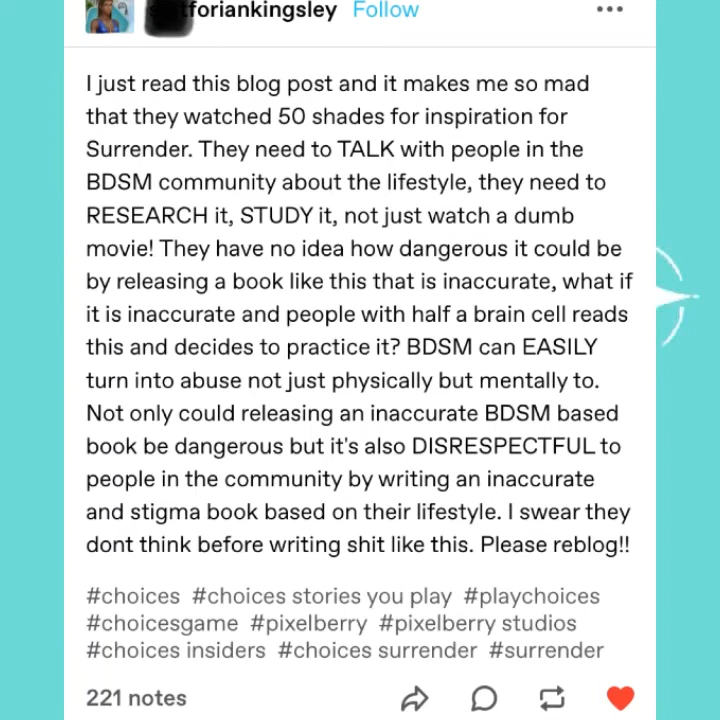 tforiankingsley Follow
I just read this blog post and it makes me so mad
that they watched 50 shades for inspiration for
Surrender. They need to TALK with people in the
BDSM community about the lifestyle, they need to
RESEARCH it, STUDY it, not just watch a dumb
movie! They have no idea how dangerous it could be
by releasing a book like this that is inaccurate, what if
it is inaccurate and people with half a brain cell reads
this and decides to practice it? BDSM can EASILY
turn into abuse not just physically but mentally to.
Not only could releasing an inaccurate BDSM based
book be dangerous but it's also DISRESPECTFUL to
people in the community by writing an inaccurate
and stigma book based on their lifestyle. I swear they
dont think before writing shit like this. Please reblog!!
#choices #choices stories you play #playchoices
#choicesgame #pixelberry #pixelberry studios
#choices insiders #choices surrender #surrender
221 notes